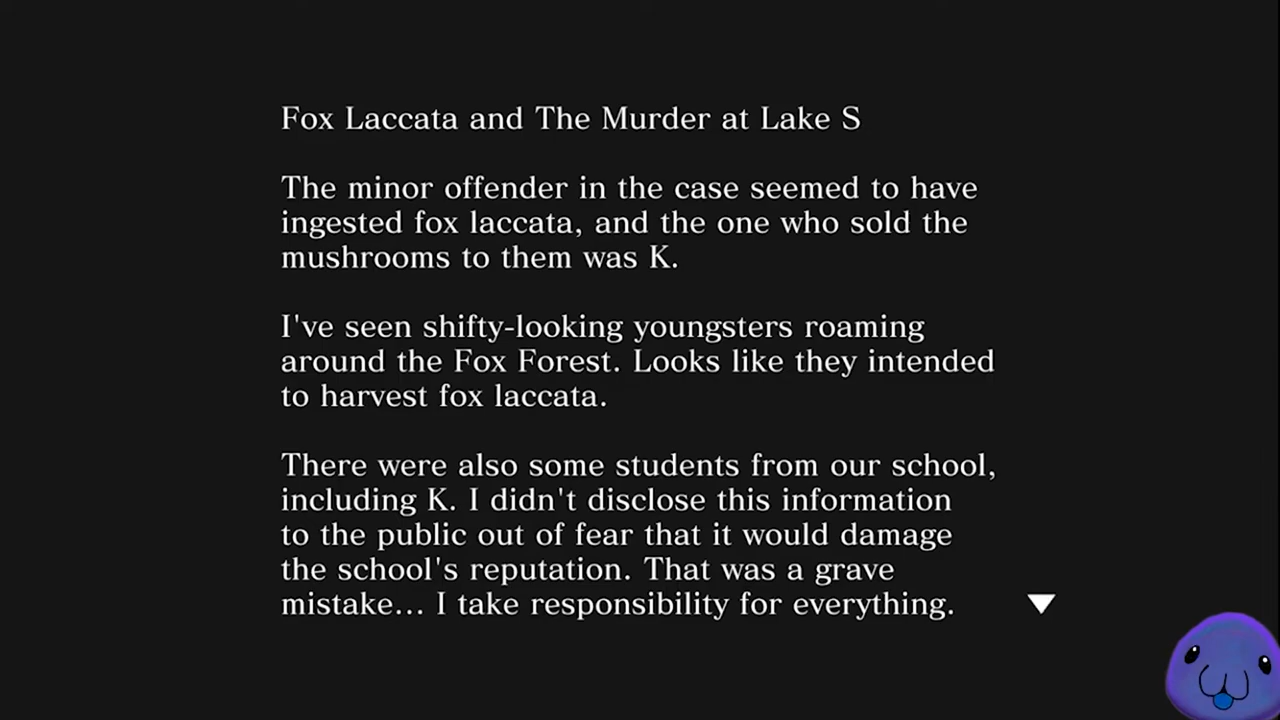 Fox Laccata and The Murder at Lake S
The minor offender in the case seemed to have
ingested fox laccata, and the one who sold the
mushrooms to them was K.
I've seen shifty-looking youngsters roaming
around the Fox Forest. Looks like they intended
to harvest fox laccata.
There were also some students from our school,
including K. I didn't disclose this information
to the public out of fear that it would damage
the school's reputation. That was a grave
mistake... I take responsibility for everything.